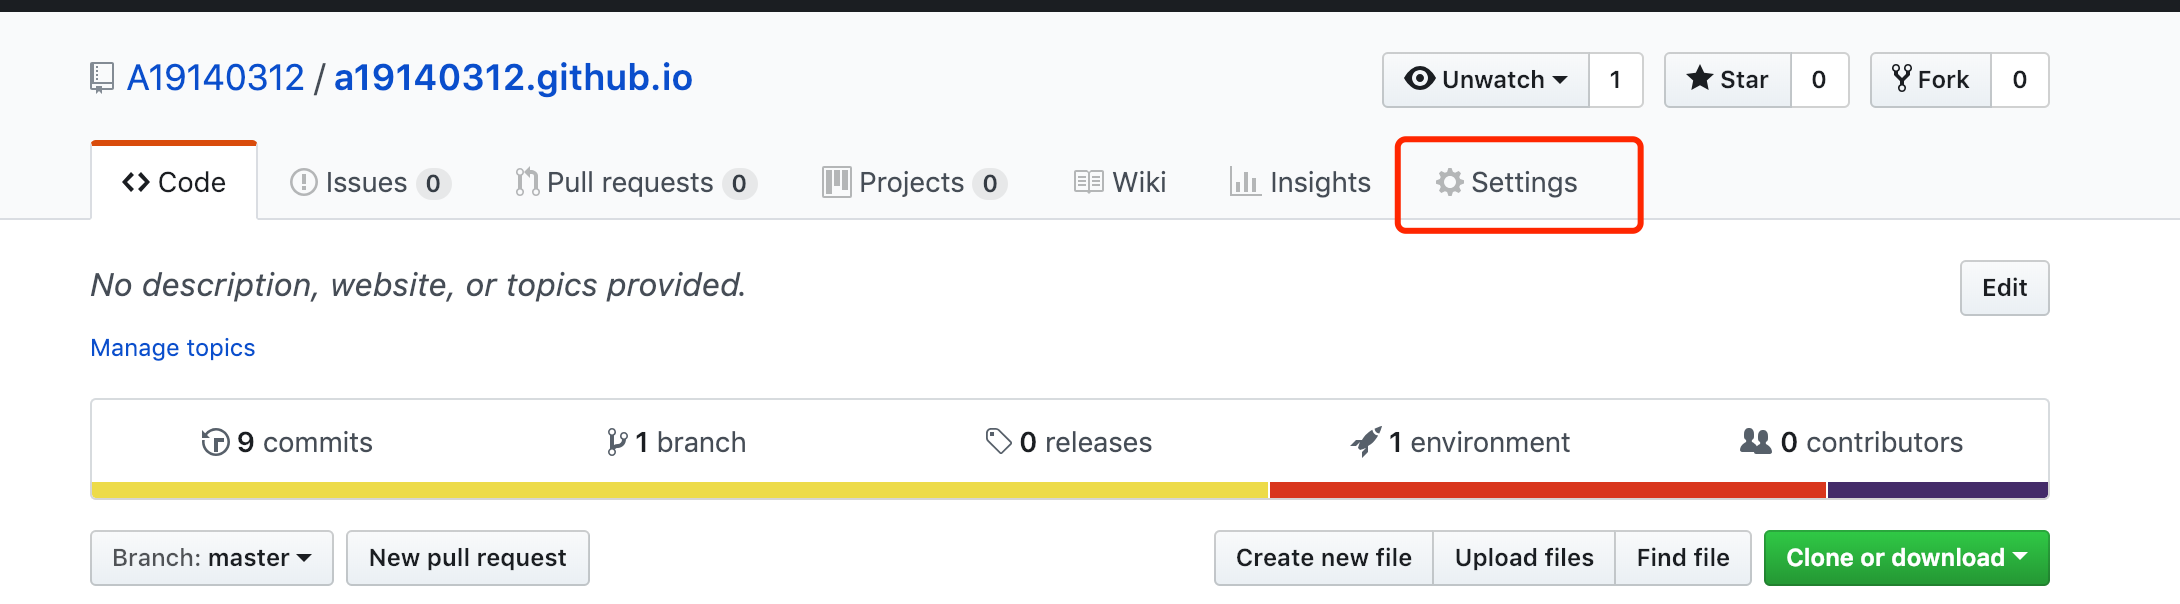 A19140312 / a19140312.github.io Unwatch 1 Star 0 Fork 0
Code Issues 0 Pull requests 0 Projects 0 Wiki Insights Settings
No description, website, or topics provided. Edit
Manage topics
9 commits 1 branch 0 releases 1 environment 0 contributors
Branch: master New pull request Create new file Upload files Find file Clone or download